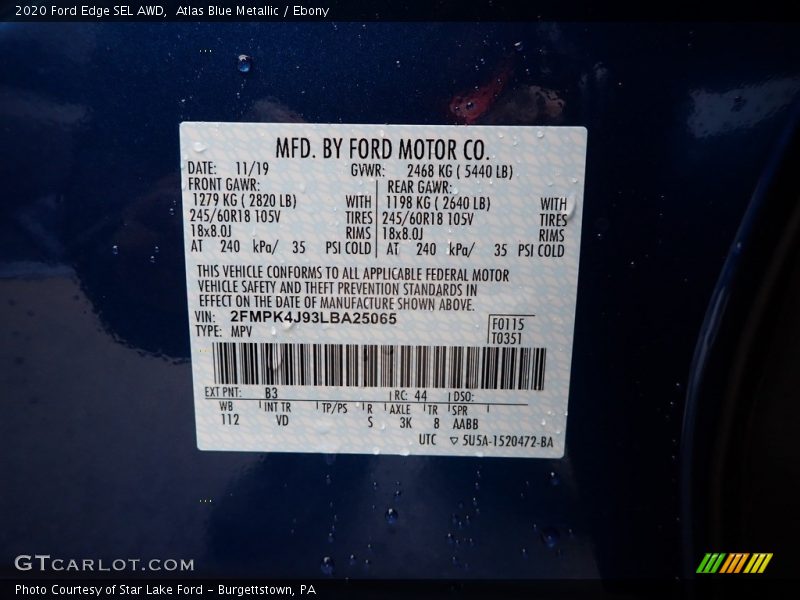 2020 Ford Edge SEL AWD, Atlas Blue Metallic / Ebony
MFD. BY FORD MOTOR CO.
DATE: 11/19 GVWR: 2468 KG ( 5440 LB)
FRONT GAWR: REAR GAWR:
1279 KG ( 2820 LB) WITH 1198 KG ( 2640 LB) WITH
245/60R18 105V TIRES 245/60R18 105V TIRES
18x8.0J RIMS 18x8.0J RIMS
AT 240 kPa/ 35 PSI COLD AT 240 kPa/ 35 PSI COLD
THIS VEHICLE CONFORMS TO ALL APPLICABLE FEDERAL MOTOR
VEHICLE SAFETY AND THEFT PREVENTION STANDARDS IN
EFFECT ON THE DATE OF MANUFACTURE SHOWN ABOVE.
VIN: 2FMPK4J93LBA25065
TYPE: MPV
F0115
T0351
EXT PNT: B3 RC: 44 DSO:
WB INT TR TP/PS R AXLE TR SPR
112 VD S 3K 8 AABB
UTC ▽ 5U5A-1520472-BA
GTCARLOT.COM
Photo Courtesy of Star Lake Ford - Burgettstown, PA